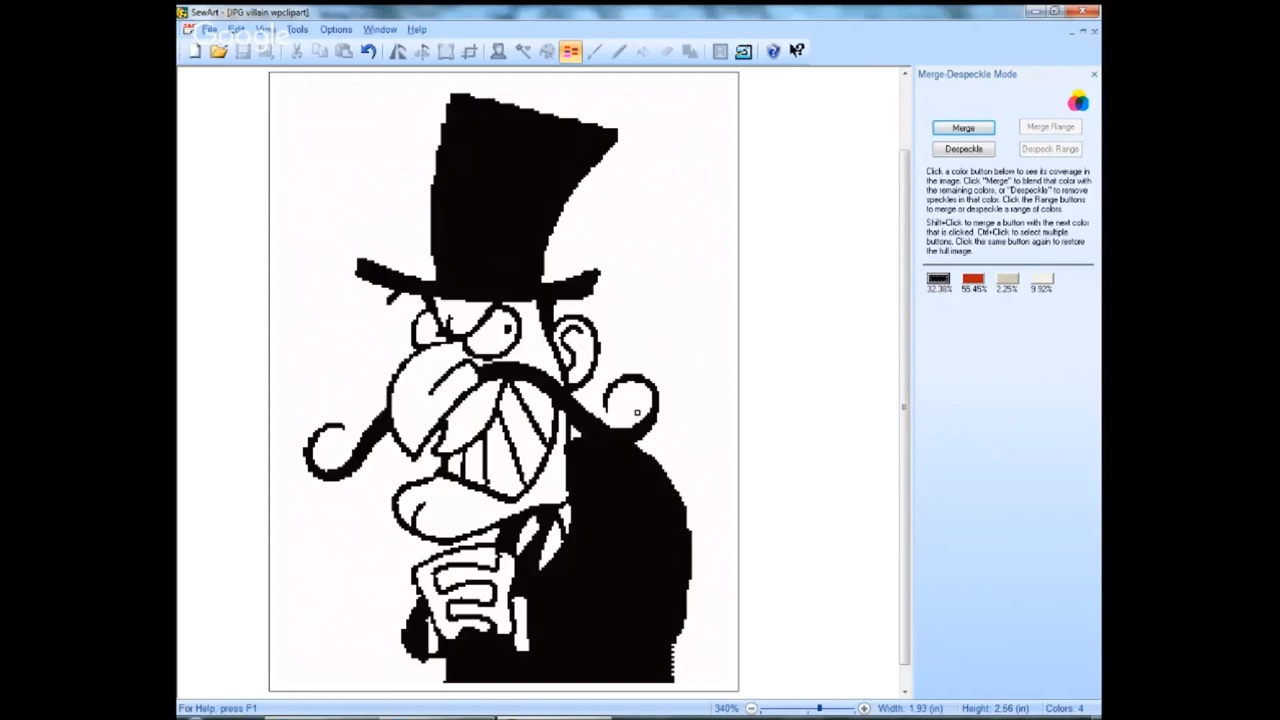 SewArt - [JPG villain wpclipart]
File Edit View Tools Options Window Help
Google
Merge-Despeckle Mode
Merge Merge Range
Despeckle Despeck Range
Click a color button below to see its coverage in
the image. Click "Merge" to blend that color with
the remaining colors, or "Despeckle" to remove
speckles in that color. Click the Range buttons
to merge or despeckle a range of colors.
Shift+Click to merge a button with the next color
that is clicked. Ctrl+Click to select multiple
buttons. Click the same button again to restore
the full image.
32.38% 55.45% 2.25% 9.92%
For Help, press F1 340% Width: 1.93 (in) Height: 2.56 (in) Colors: 4